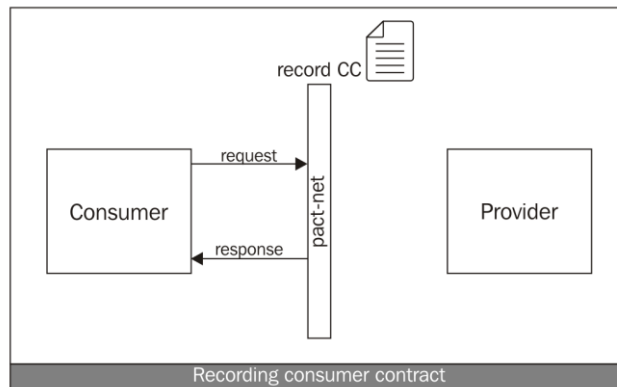 record CC
request
Consumer
pact-net
Provider
response
Recording consumer contract